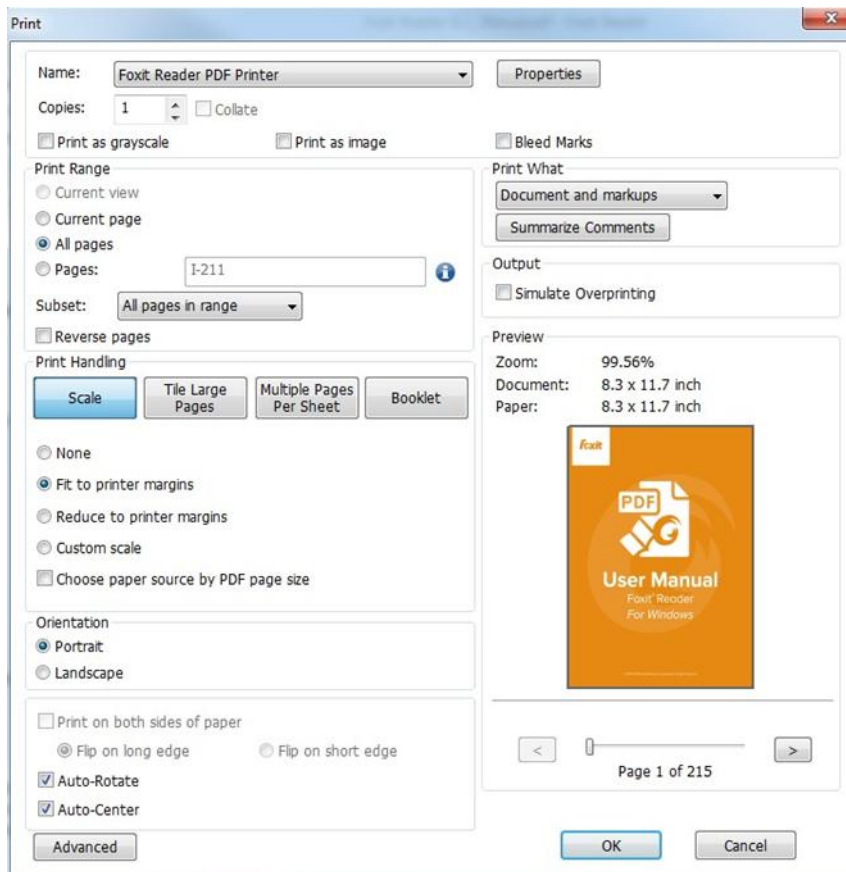 Print
Name: Foxit Reader PDF Printer Properties
Copies: 1 Collate
Print as grayscale Print as image Bleed Marks
Print Range
Current view
Current page
All pages
Pages: I-211
Subset: All pages in range
Reverse pages
Print What
Document and markups
Summarize Comments
Output
Simulate Overprinting
Print Handling
Scale
Tile Large
Pages
Multiple Pages
Per Sheet
Booklet
None
Fit to printer margins
Reduce to printer margins
Custom scale
Choose paper source by PDF page size
Orientation
Portrait
Landscape
Print on both sides of paper
Flip on long edge Flip on short edge
Auto-Rotate
Auto-Center
Advanced
Preview
Zoom: 99.56%
Document: 8.3 x 11.7 inch
Paper: 8.3 x 11.7 inch
Foxit
PDF
User Manual
Foxit® Reader
For Windows
< >
Page 1 of 215
OK Cancel